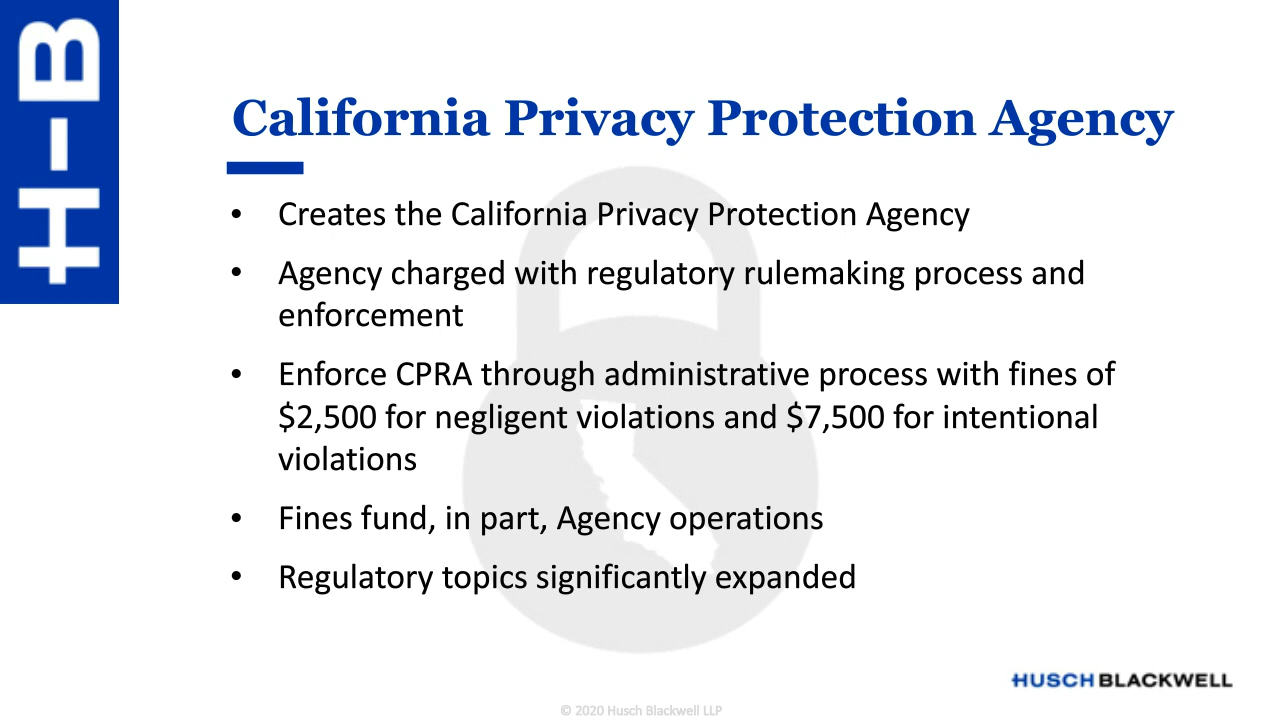 H-B
California Privacy Protection Agency
• Creates the California Privacy Protection Agency
• Agency charged with regulatory rulemaking process and
enforcement
• Enforce CPRA through administrative process with fines of
$2,500 for negligent violations and $7,500 for intentional
violations
• Fines fund, in part, Agency operations
• Regulatory topics significantly expanded
HUSCH BLACKWELL
© 2020 Husch Blackwell LLP